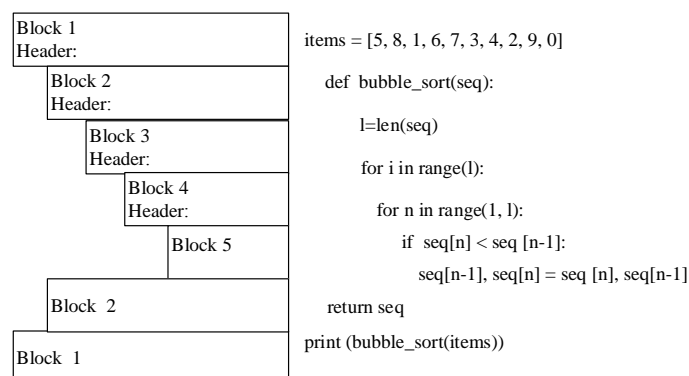 Block 1
Header:
Block 2
Header:
Block 3
Header:
Block 4
Header:
Block 5
Block 2
Block 1
items = [5, 8, 1, 6, 7, 3, 4, 2, 9, 0]
def bubble_sort(seq):
l=len(seq)
for i in range(l):
for n in range(1, l):
if seq[n] < seq [n-1]:
seq[n-1], seq[n] = seq [n], seq[n-1]
return seq
print (bubble_sort(items))